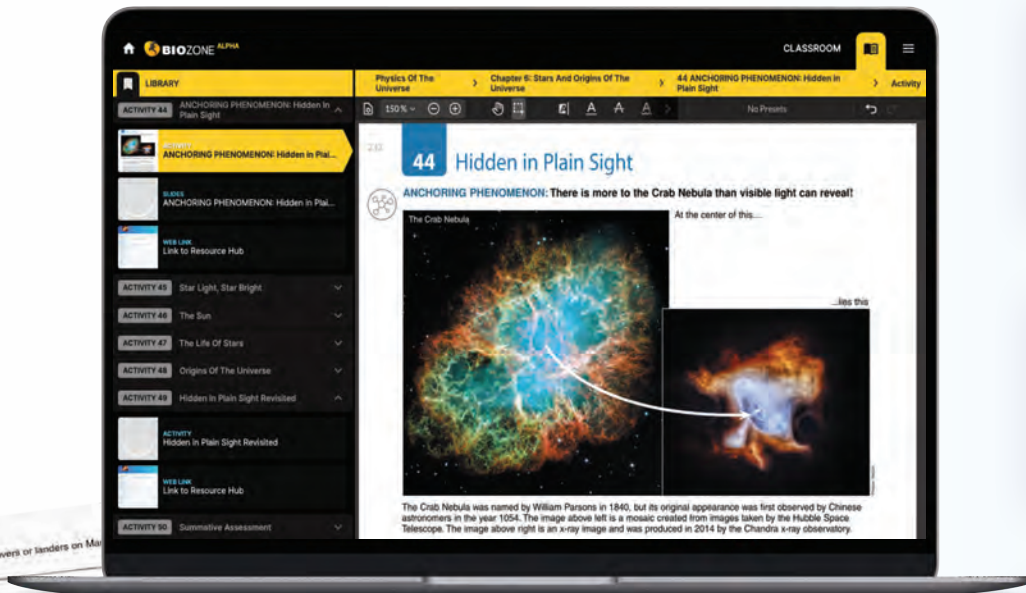 BIOZONE ALPHA
CLASSROOM
LIBRARY
Physics Of The
Universe
>
Chapter 6: Stars And Origins Of The
Universe
>
44 ANCHORING PHENOMENON: Hidden in
Plain Sight
>
Activity
ACTIVITY 44
ANCHORING PHENOMENON: Hidden In
Plain Sight
150%
A A A
>
No Presets
ACTIVITY
ANCHORING PHENOMENON: Hidden in Plai...
SLIDES
ANCHORING PHENOMENON: Hidden in Plai...
WEB LINK
Link to Resource Hub
ACTIVITY 45 Star Light, Star Bright
ACTIVITY 46 The Sun
ACTIVITY 47 The Life Of Stars
ACTIVITY 48 Origins Of The Universe
ACTIVITY 49 Hidden In Plain Sight Revisited
ACTIVITY
Hidden in Plain Sight Revisited
WEB LINK
Link to Resource Hub
ACTIVITY 50 Summative Assessment
44 Hidden in Plain Sight
ANCHORING PHENOMENON: There is more to the Crab Nebula than visible light can reveal!
The Crab Nebula
At the center of this....
...lies this
The Crab Nebula was named by William Parsons in 1840, but its original appearance was first observed by Chinese
astronomers in the year 1054. The image above left is a mosaic created from images taken by the Hubble Space
Telescope. The image above right is an x-ray image and was produced in 2014 by the Chandra x-ray observatory.
or landers on